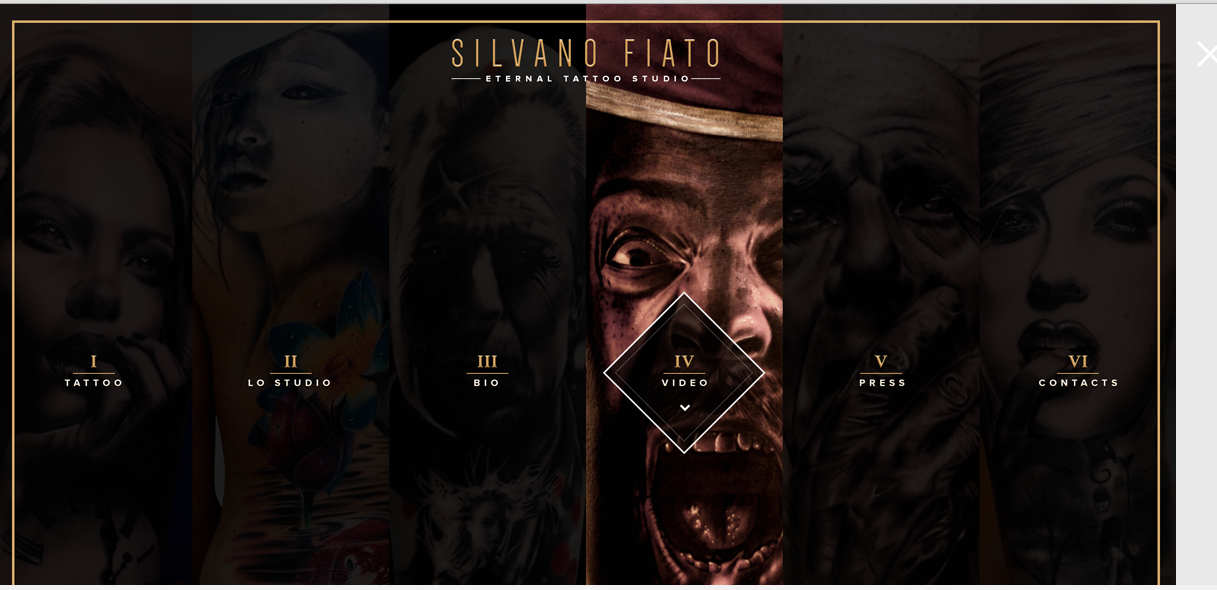 SILVANO FIATO
ETERNAL TATTOO STUDIO
I
TATTOO
II
LO STUDIO
III
BIO
IV
VIDEO
V
PRESS
VI
CONTACTS